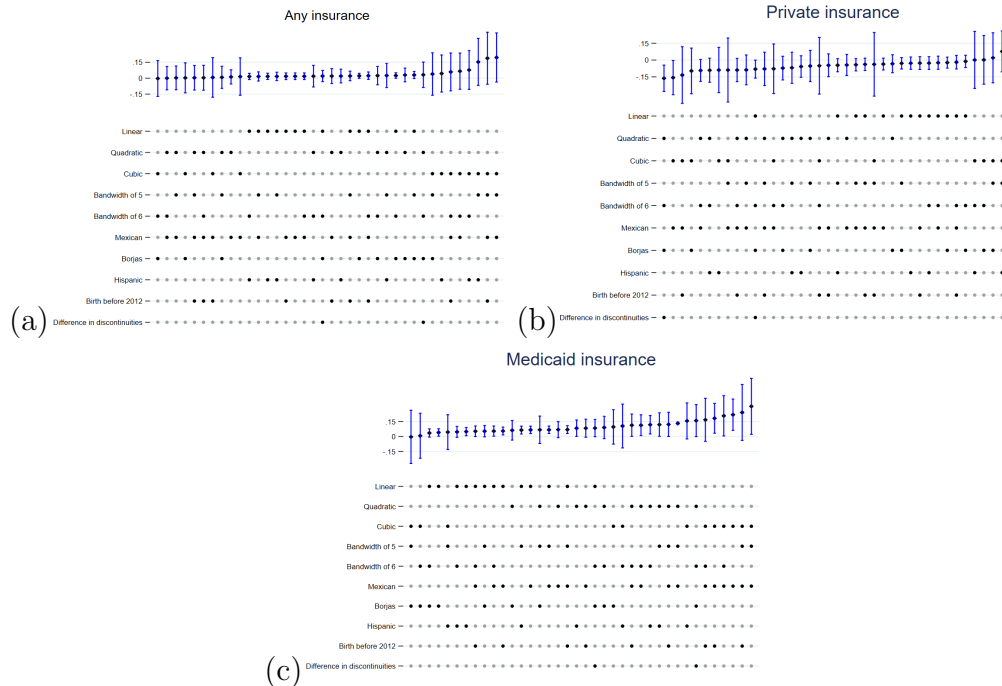 Any insurance
.15
0
-.15
Linear
Quadratic
Cubic
Bandwidth of 5
Bandwidth of 6
Mexican
Borjas
Hispanic
Birth before 2012
Difference in discontinuities
(a)
Private insurance
.15
0
-.15
Linear
Quadratic
Cubic
Bandwidth of 5
Bandwidth of 6
Mexican
Borjas
Hispanic
Birth before 2012
Difference in discontinuities
(b)
Medicaid insurance
.15
0
-.15
Linear
Quadratic
Cubic
Bandwidth of 5
Bandwidth of 6
Mexican
Borjas
Hispanic
Birth before 2012
Difference in discontinuities
(c)